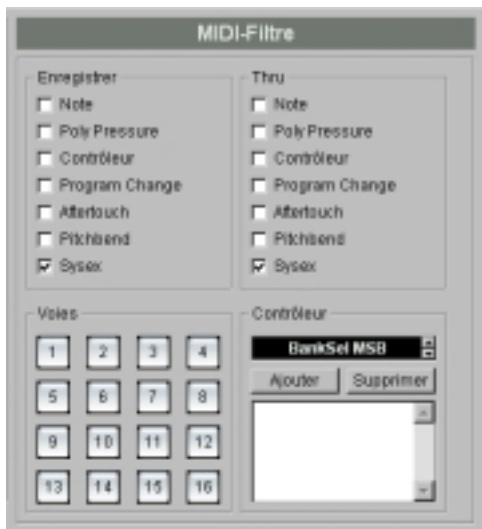 MIDI-Filtre
Enregistrer
Note
Poly Pressure
Contrôleur
Program Change
Aftertouch
Pitchbend
Sysex
Thru
Note
Poly Pressure
Contrôleur
Program Change
Aftertouch
Pitchbend
Sysex
Voies
1 2 3 4
5 6 7 8
9 10 11 12
13 14 15 16
Contrôleur
BankSel MSB
Ajouter Supprimer